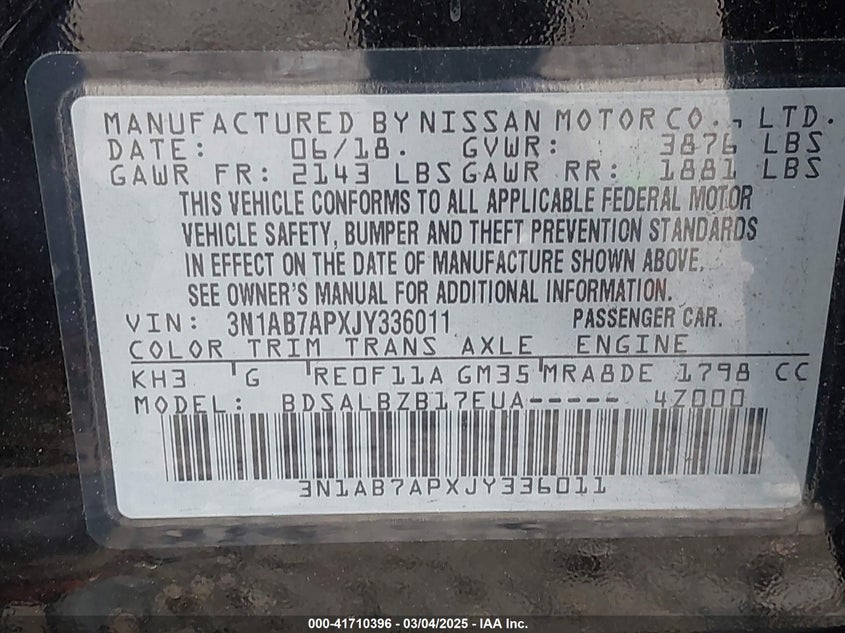 MANUFACTURED BY NISSAN MOTOR CO., LTD.
DATE: 06/18. GVWR: 3876 LBS
GAWR FR: 2143 LBS GAWR RR: 1881 LBS
THIS VEHICLE CONFORMS TO ALL APPLICABLE FEDERAL MOTOR
VEHICLE SAFETY, BUMPER AND THEFT PREVENTION STANDARDS
IN EFFECT ON THE DATE OF MANUFACTURE SHOWN ABOVE.
SEE OWNER'S MANUAL FOR ADDITIONAL INFORMATION.
VIN: 3N1AB7APXJY336011 PASSENGER CAR.
COLOR TRIM TRANS AXLE ENGINE
KH3 'G RE0F11A GM35 'MRA8DE 1798 CC
MODEL: BDSALBZB17EUA----- 4Z000
3N1AB7APXJY336011
000-41710396 - 03/04/2025 - IAA Inc.